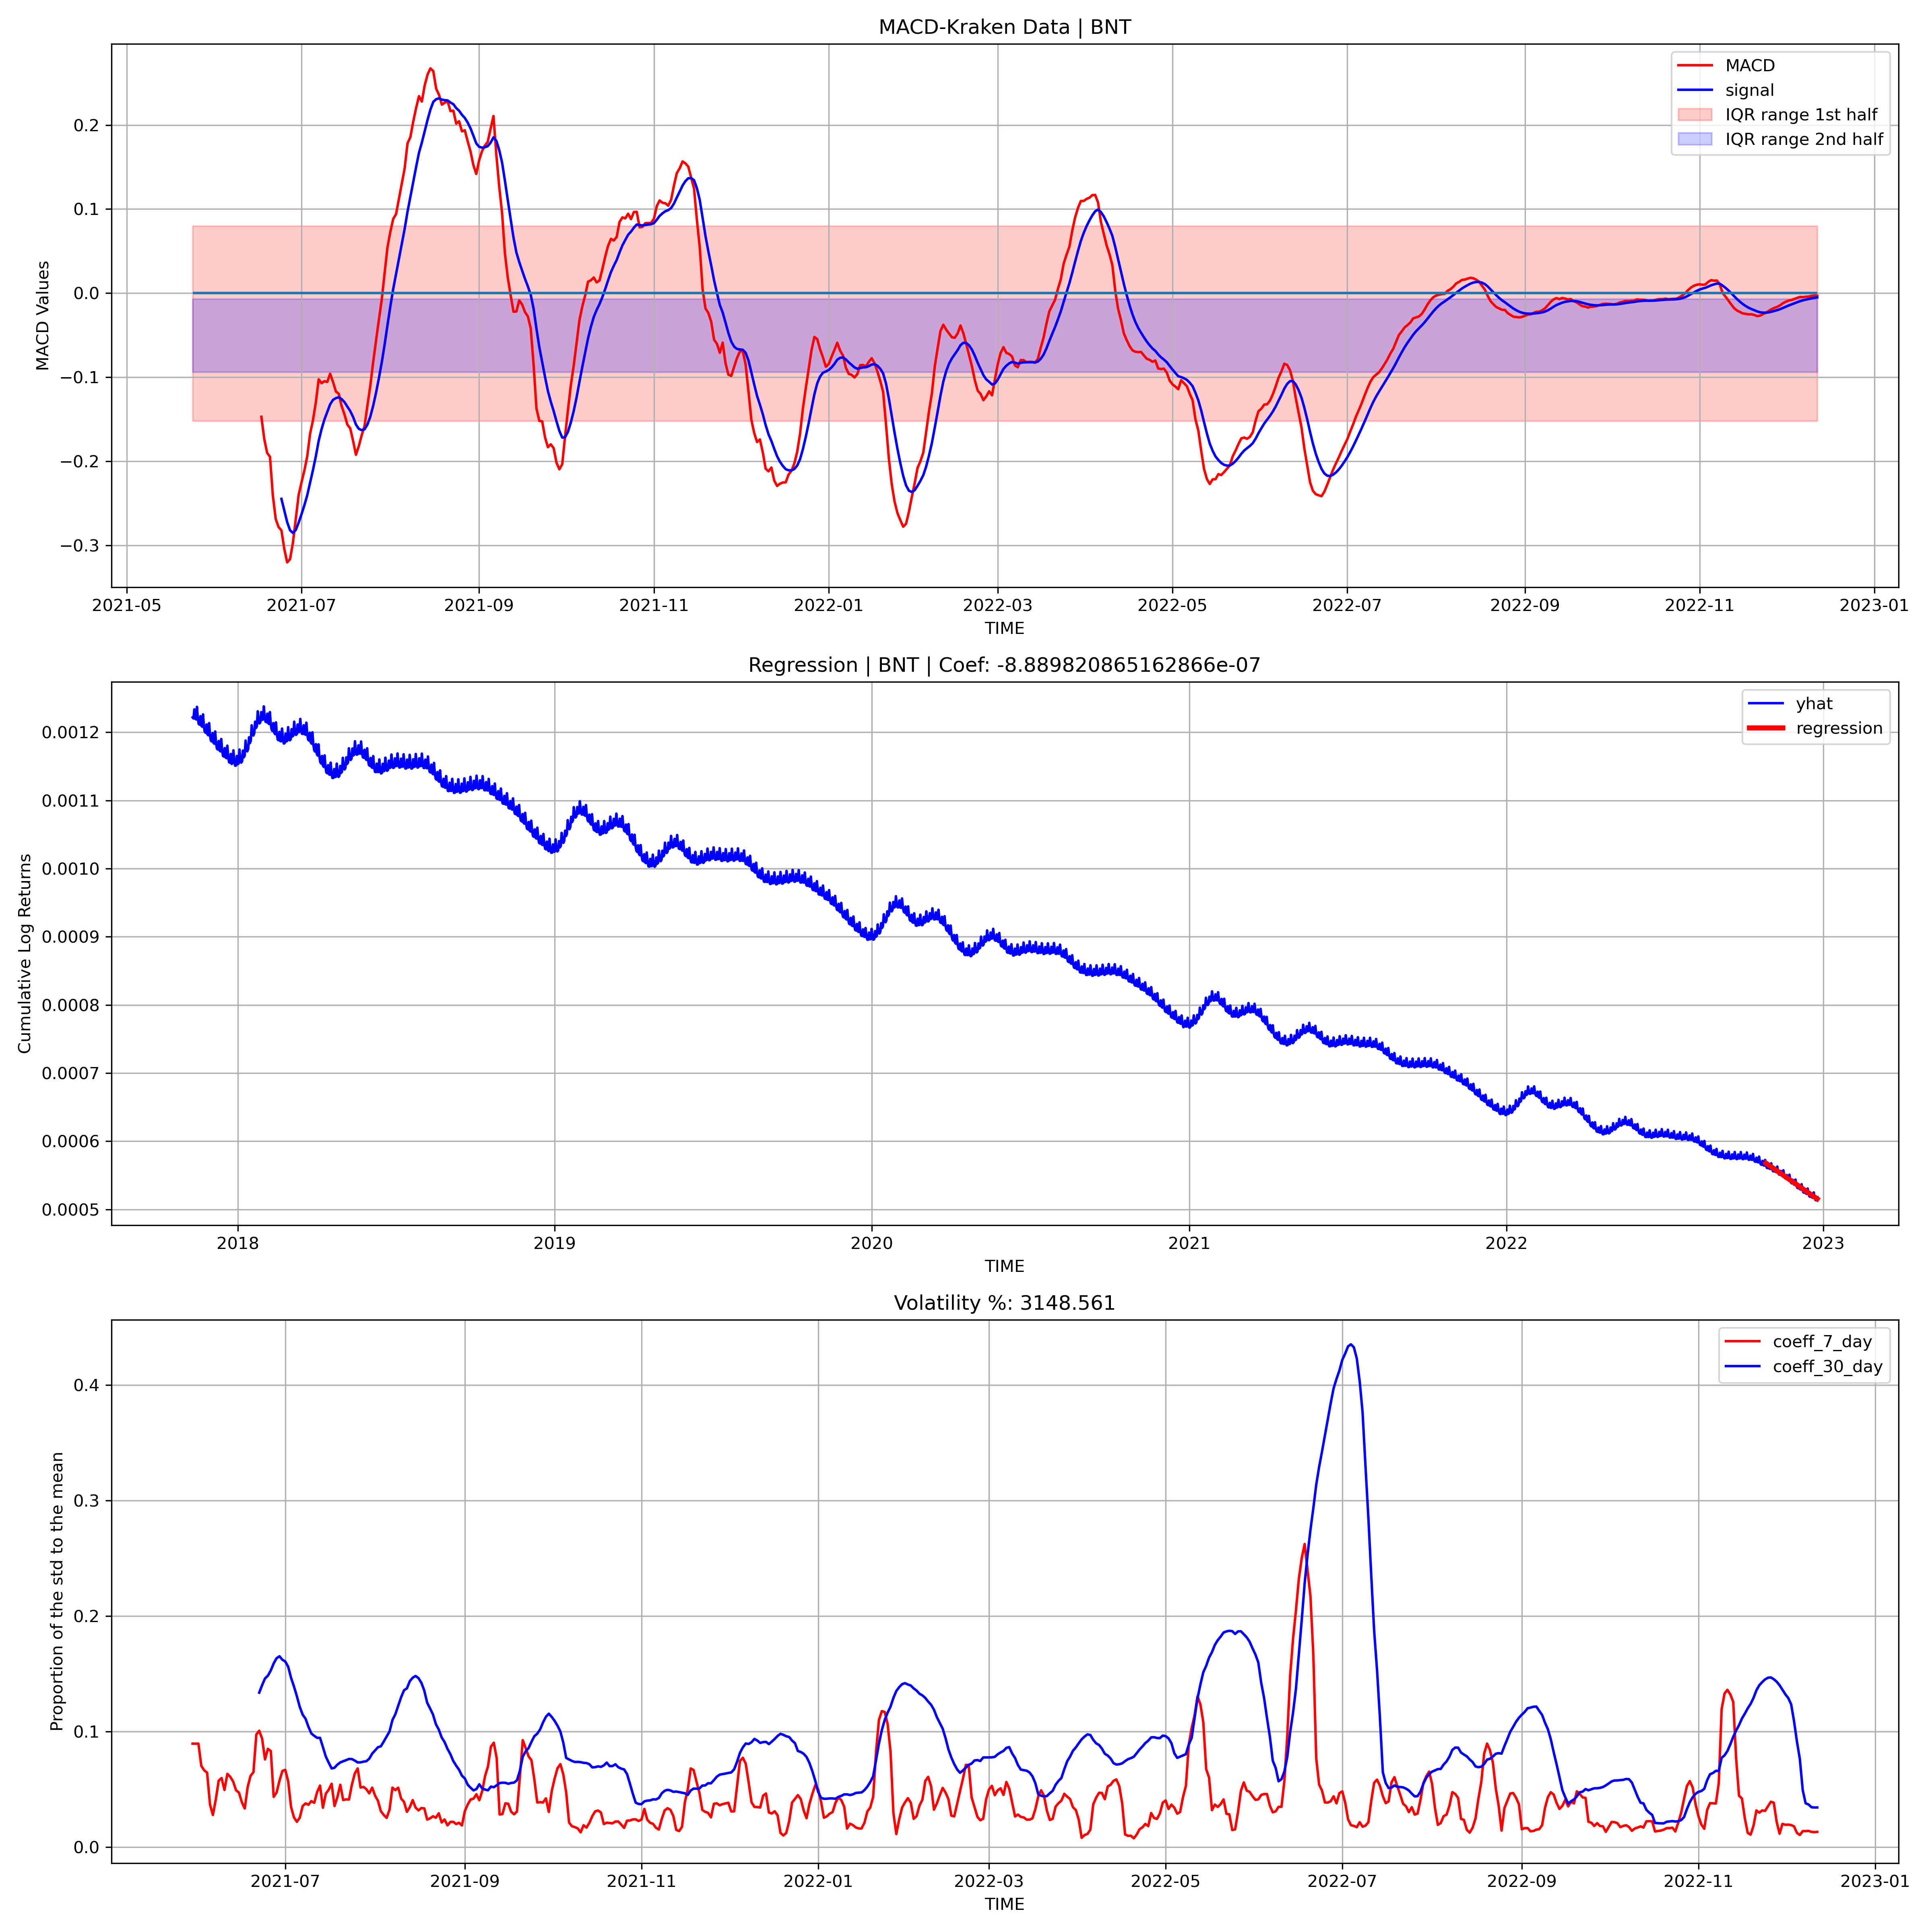 MACD-Kraken Data | BNT
MACD
signal
IQR range 1st half
IQR range 2nd half
MACD Values
0.2
0.1
0.0
−0.1
−0.2
−0.3
2021-05 2021-07 2021-09 2021-11 2022-01 2022-03 2022-05 2022-07 2022-09 2022-11 2023-01
TIME
Regression | BNT | Coef: -8.889820865162866e-07
yhat
regression
Cumulative Log Returns
0.0012
0.0011
0.0010
0.0009
0.0008
0.0007
0.0006
0.0005
2018 2019 2020 2021 2022 2023
TIME
Volatility %: 3148.561
coeff_7_day
coeff_30_day
Proportion of the std to the mean
0.4
0.3
0.2
0.1
0.0
2021-07 2021-09 2021-11 2022-01 2022-03 2022-05 2022-07 2022-09 2022-11 2023-01
TIME